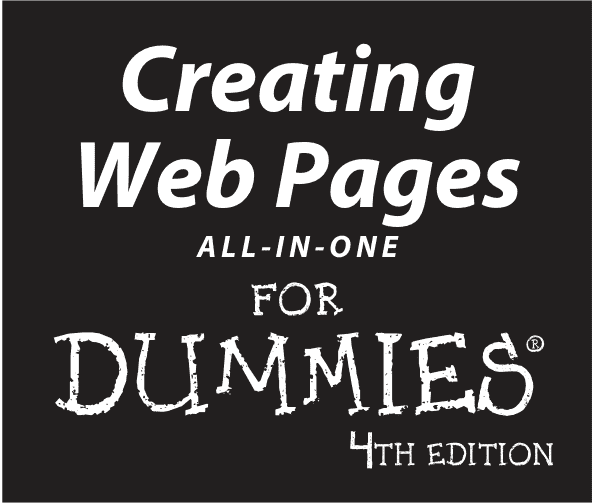 Creating
Web Pages
ALL-IN-ONE
FOR
DUMMIES®
4TH EDITION